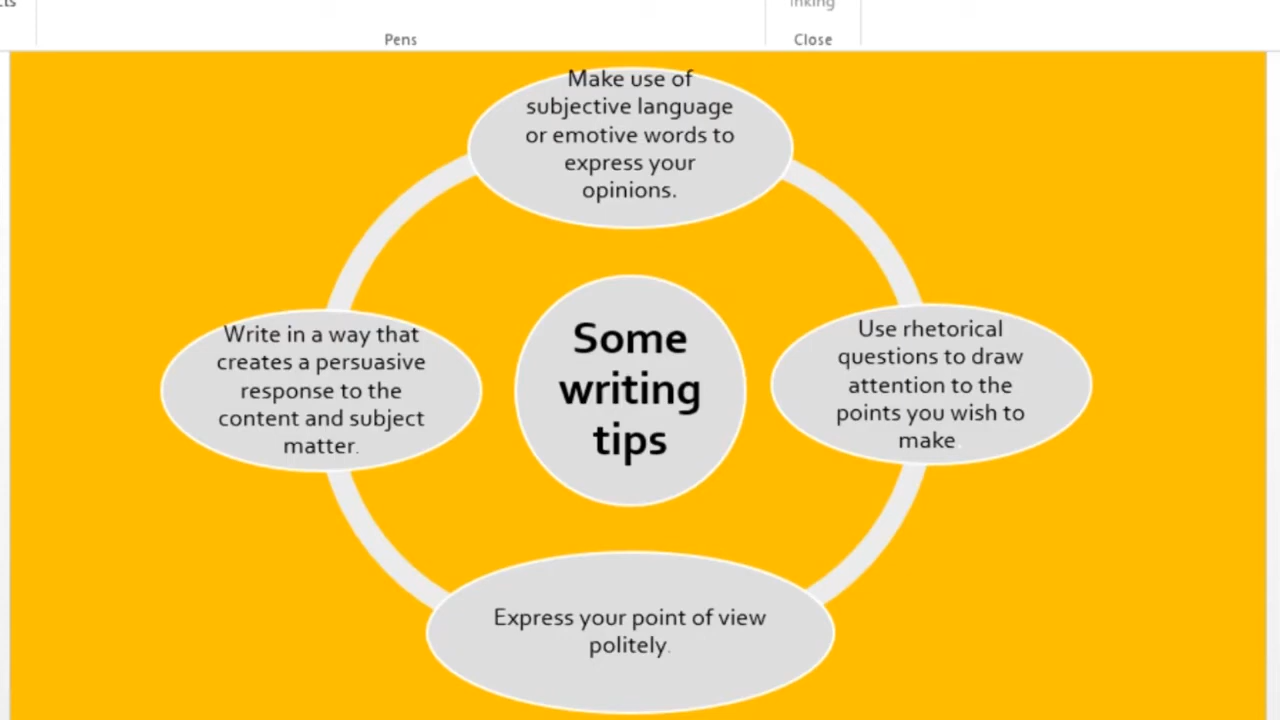 Pens
Close
Make use of
subjective language
or emotive words to
express your
opinions.
Write in a way that
creates a persuasive
response to the
content and subject
matter.
Some
writing
tips
Use rhetorical
questions to draw
attention to the
points you wish to
make.
Express your point of view
politely.